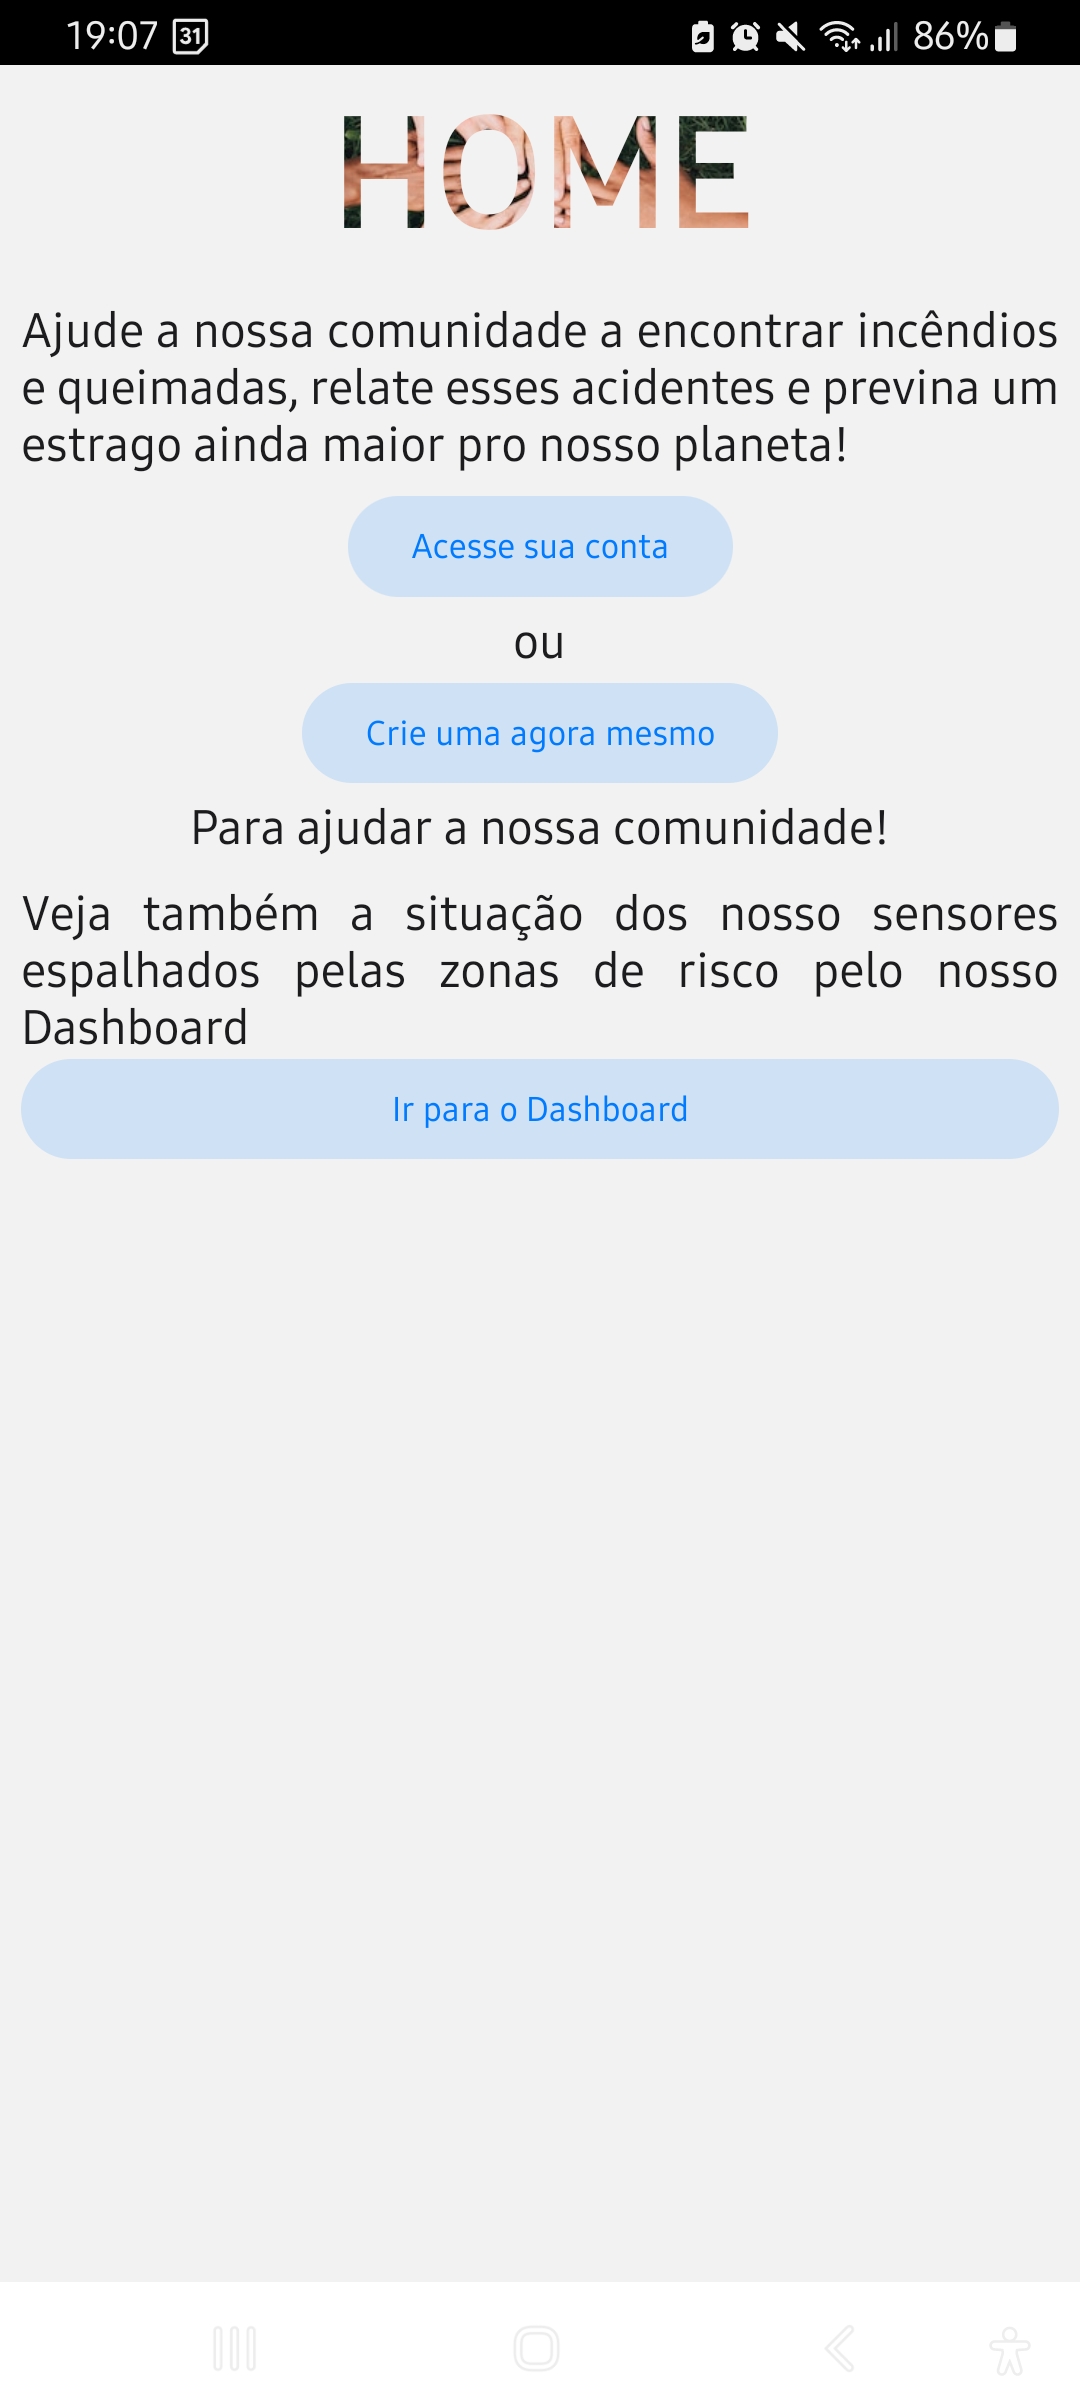 19:07 31 86%
HOME
Ajude a nossa comunidade a encontrar incêndios
e queimadas, relate esses acidentes e previna um
estrago ainda maior pro nosso planeta!
Acesse sua conta
ou
Crie uma agora mesmo
Para ajudar a nossa comunidade!
Veja também a situação dos nosso sensores
espalhados pelas zonas de risco pelo nosso
Dashboard
Ir para o Dashboard